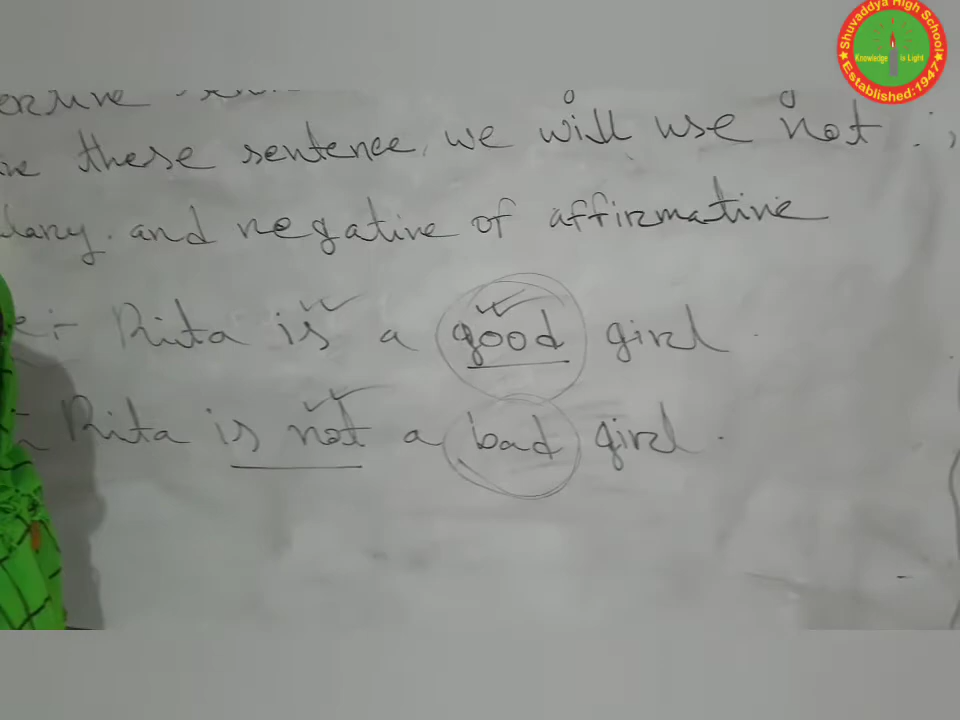 Shuvaddya High School
Knowledge is Light
Established:1947
these sentence, we will use not
and negative of affirmative
Rita is a good girl
Rita is not a bad girl.